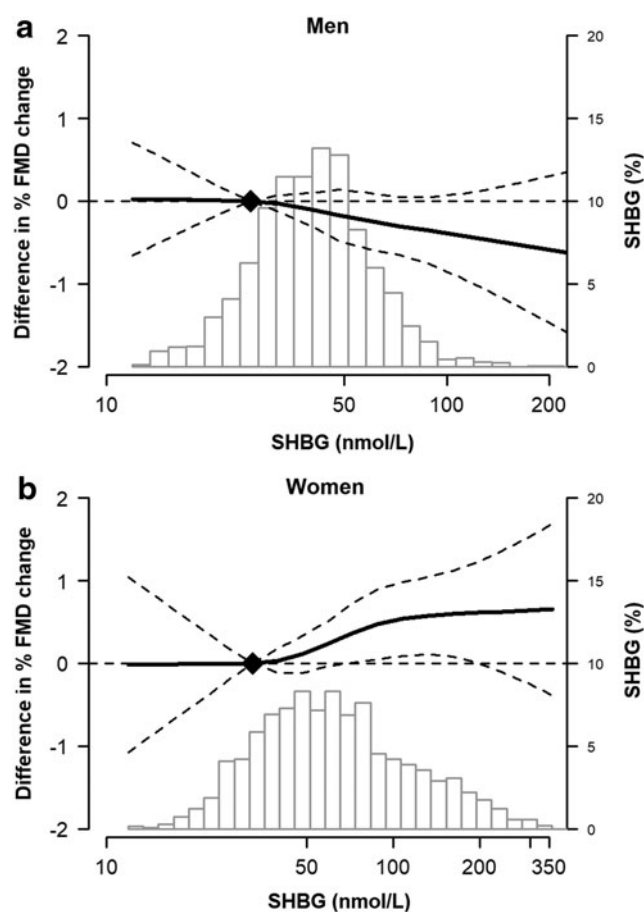 a
Men
2
1
0
-1
-2
Difference in % FMD change
20
15
10
5
0
SHBG (%)
10 50 100 200
SHBG (nmol/L)
b
Women
2
1
0
-1
-2
Difference in % FMD change
20
15
10
5
0
SHBG (%)
10 50 100 200 350
SHBG (nmol/L)